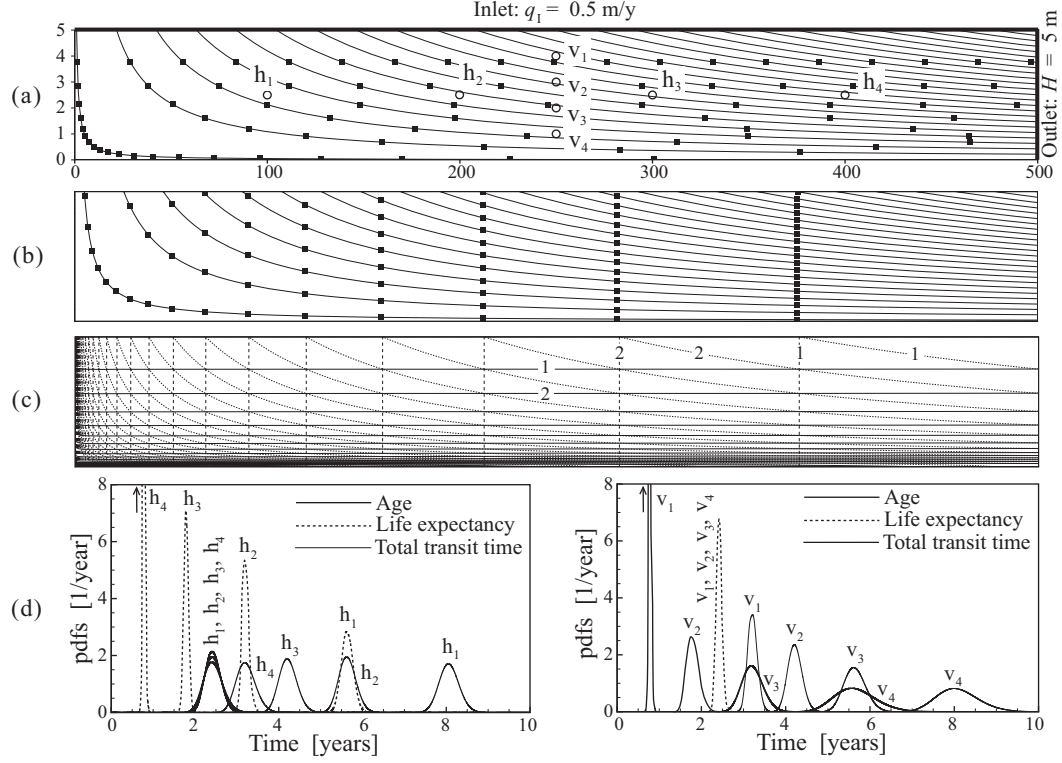 Inlet: qI = 0.5 m/y
(a)
5
4
3
2
1
0
h1
h2
h3
h4
v1
v2
v3
v4
0
100
200
300
400
500
Outlet: H = 5 m
(b)
(c)
1
2
2
2
1
1
(d)
8
6
4
2
0
pdfs [1/year]
h4
h3
h1, h2, h3, h4
h2
h4
h3
h1
h2
h1
Age
Life expectancy
Total transit time
0 2 4 6 8 10
Time [years]
8
6
4
2
0
pdfs [1/year]
v1
v2
v1, v2, v3, v4
v1
v3
v2
v3
v4
v4
Age
Life expectancy
Total transit time
0 2 4 6 8 10
Time [years]